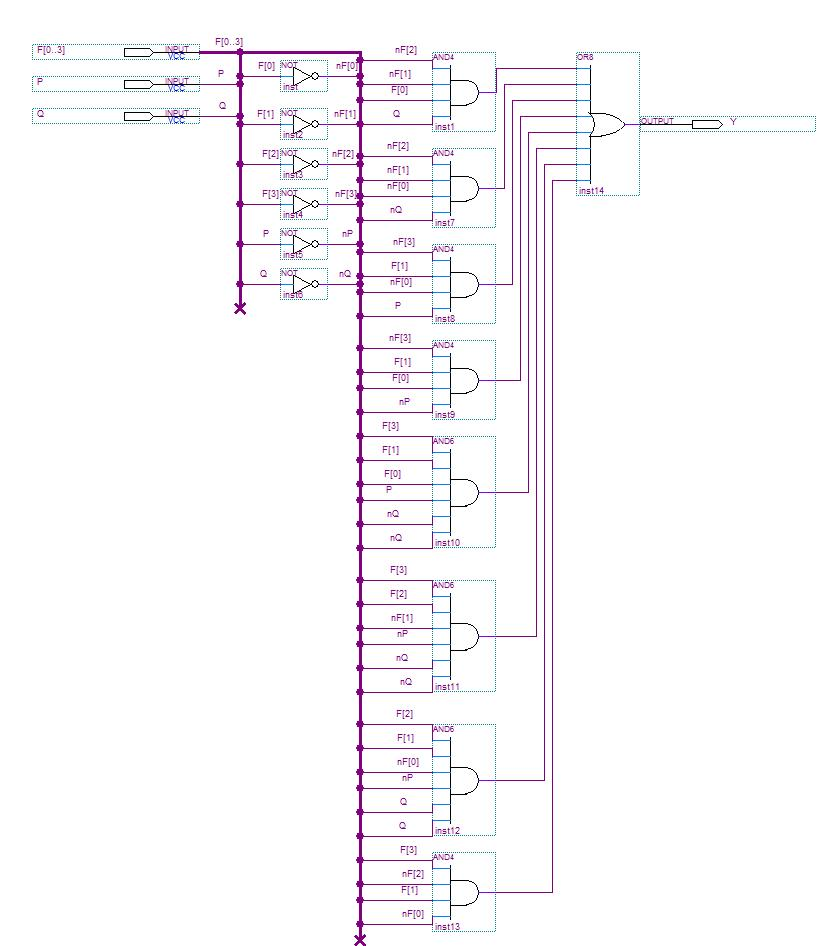 F[0..3]
F[0..3] INPUT
VCC
P INPUT
VCC
P
Q INPUT
VCC
Q
F[0] NOT nF[0]
inst
F[1] NOT nF[1]
inst2
F[2] NOT nF[2]
inst3
F[3] NOT nF[3]
inst4
P NOT nP
inst5
Q NOT nQ
inst6
nF[2] AND4
nF[1]
F[0]
Q
inst1
nF[2] AND4
nF[1]
nF[0]
nQ
inst7
nF[3] AND4
F[1]
nF[0]
P
inst8
nF[3] AND4
F[1]
F[0]
nP
inst9
F[3] AND6
F[1]
F[0]
P
nQ
nQ
inst10
F[3] AND6
F[2]
nF[1]
nP
nQ
nQ
inst11
F[2] AND6
F[1]
nF[0]
nP
Q
Q
inst12
F[3] AND4
nF[2]
F[1]
nF[0]
inst13
OR8
inst14
OUTPUT Y